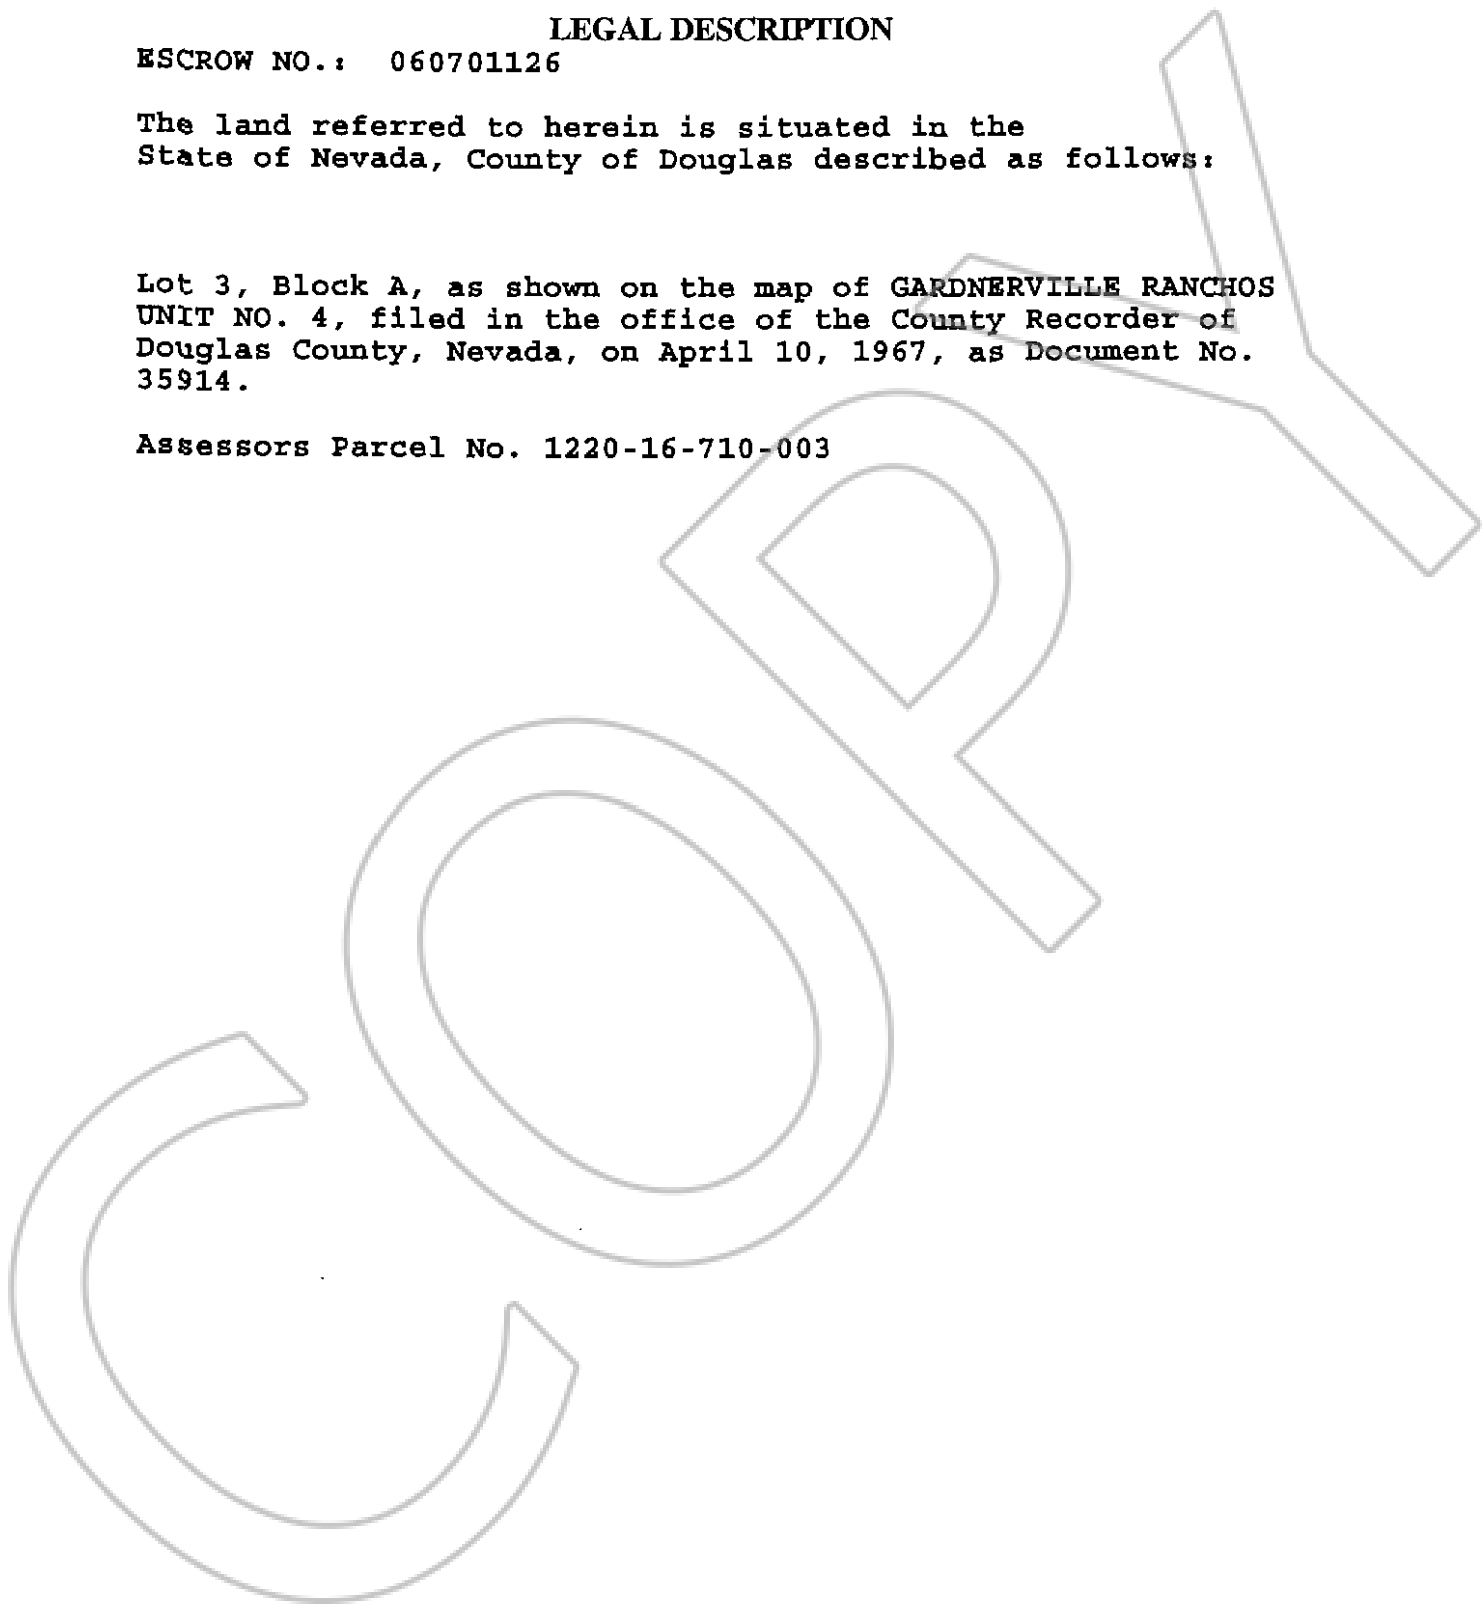 LEGAL DESCRIPTION
ESCROW NO.: 060701126
The land referred to herein is situated in the
State of Nevada, County of Douglas described as follows:
Lot 3, Block A, as shown on the map of GARDNERVILLE RANCHOS
UNIT NO. 4, filed in the office of the County Recorder of
Douglas County, Nevada, on April 10, 1967, as Document No.
35914.
Assessors Parcel No. 1220-16-710-003
COPY